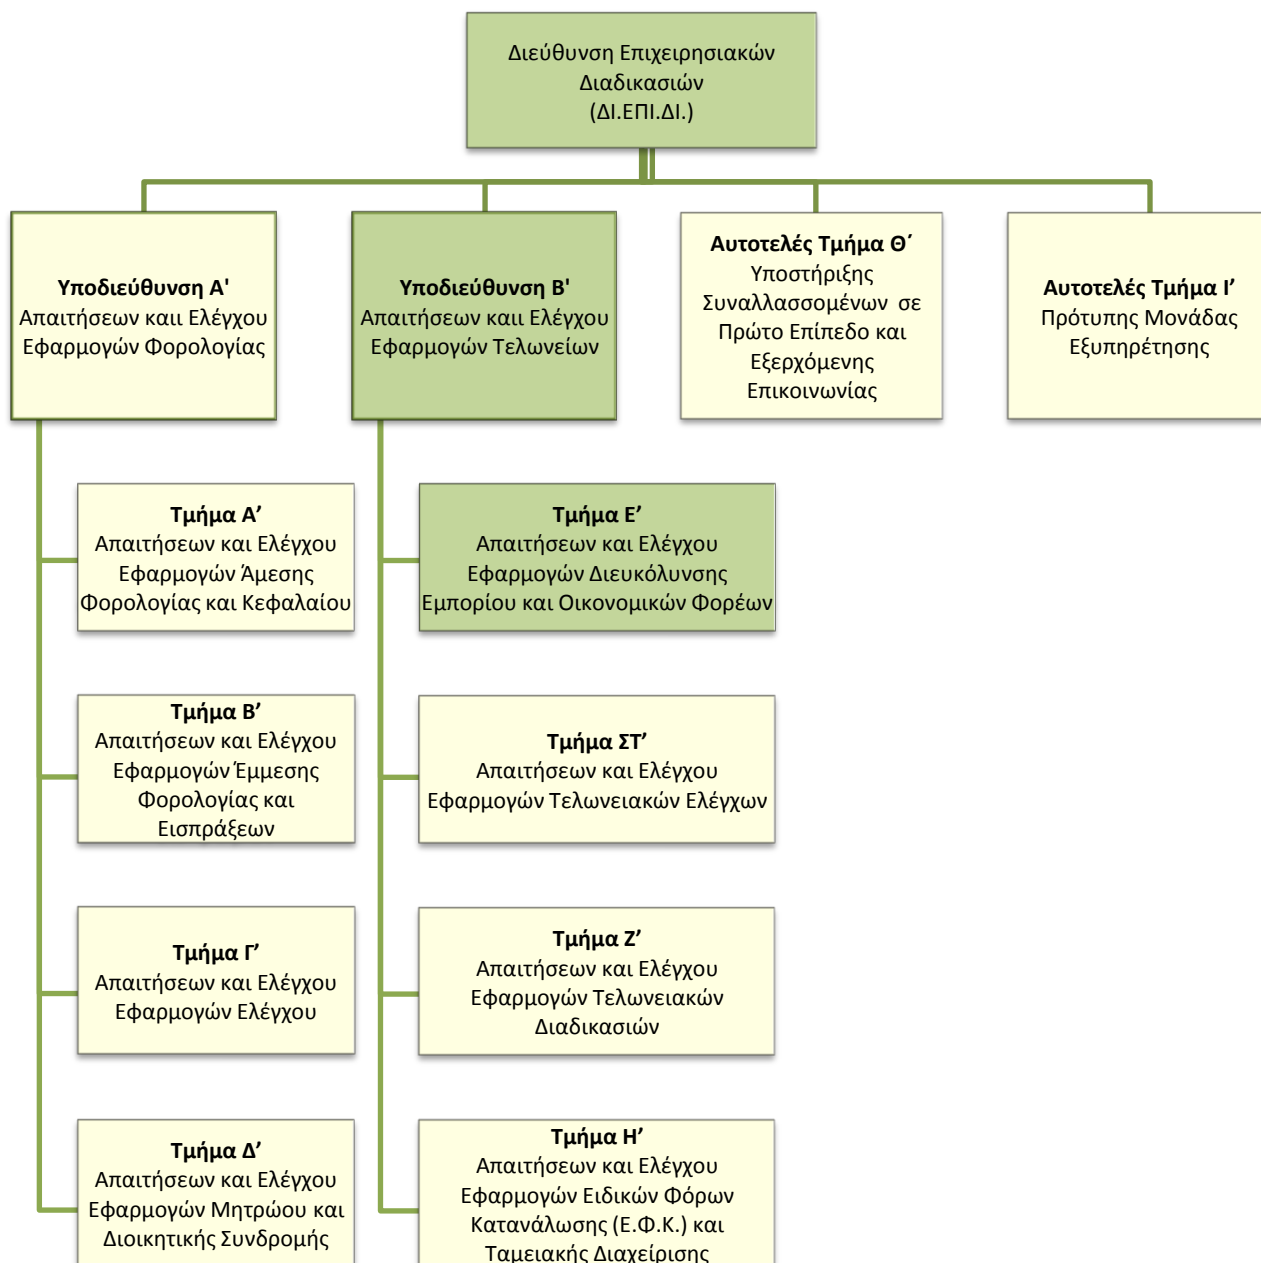 Διεύθυνση Επιχειρησιακών
Διαδικασιών
(ΔΙ.ΕΠΙ.ΔΙ.)
Υποδιεύθυνση Α'
Απαιτήσεων καιι Ελέγχου
Εφαρμογών Φορολογίας
Υποδιεύθυνση Β'
Απαιτήσεων καιι Ελέγχου
Εφαρμογών Τελωνείων
Αυτοτελές Τμήμα Θ΄
Υποστήριξης
Συναλλασσομένων σε
Πρώτο Επίπεδο και
Εξερχόμενης
Επικοινωνίας
Αυτοτελές Τμήμα Ι’
Πρότυπης Μονάδας
Εξυπηρέτησης
Τμήμα Α’
Απαιτήσεων και Ελέγχου
Εφαρμογών Άμεσης
Φορολογίας και Κεφαλαίου
Τμήμα Β’
Απαιτήσεων και Ελέγχου
Εφαρμογών Έμμεσης
Φορολογίας και
Εισπράξεων
Τμήμα Γ’
Απαιτήσεων και Ελέγχου
Εφαρμογών Ελέγχου
Τμήμα Δ’
Απαιτήσεων και Ελέγχου
Εφαρμογών Μητρώου και
Διοικητικής Συνδρομής
Τμήμα Ε’
Απαιτήσεων και Ελέγχου
Εφαρμογών Διευκόλυνσης
Εμπορίου και Οικονομικών Φορέων
Τμήμα ΣΤ’
Απαιτήσεων και Ελέγχου
Εφαρμογών Τελωνειακών Ελέγχων
Τμήμα Ζ’
Απαιτήσεων και Ελέγχου
Εφαρμογών Τελωνειακών
Διαδικασιών
Τμήμα Η’
Απαιτήσεων και Ελέγχου
Εφαρμογών Ειδικών Φόρων
Κατανάλωσης (Ε.Φ.Κ.) και
Ταμειακής Διαχείρισης